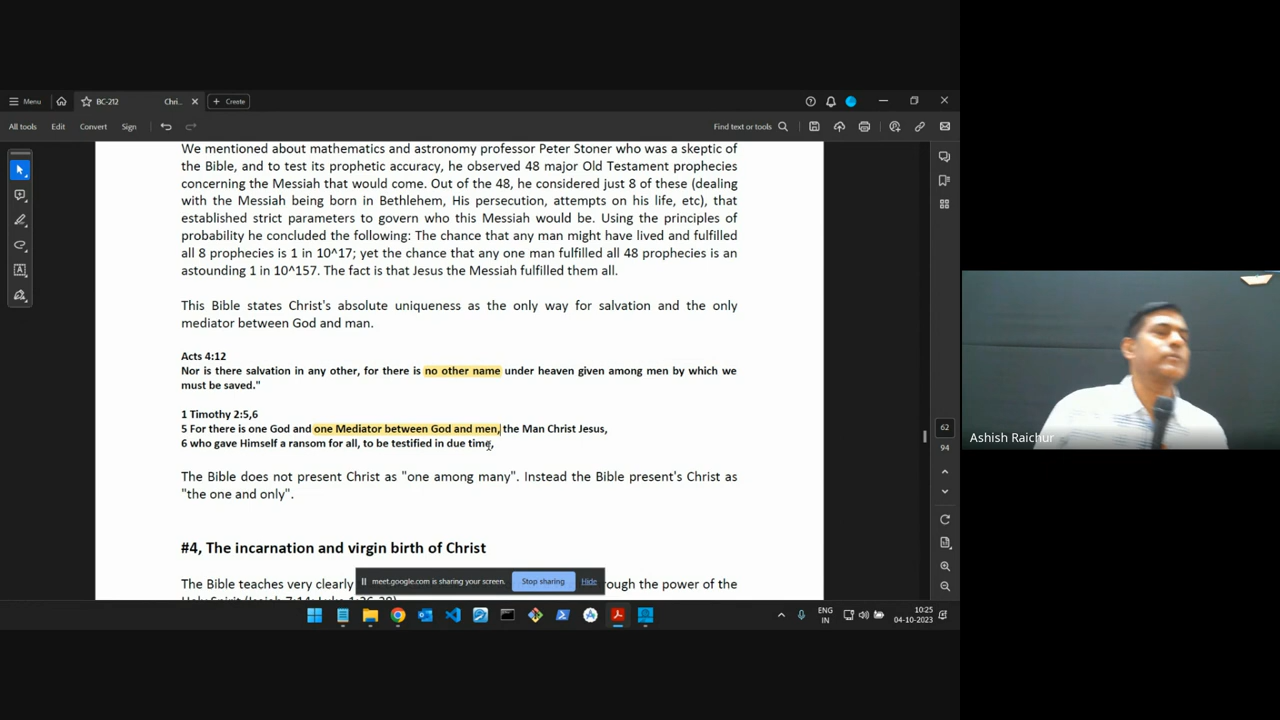 Menu
BC-212
Chri...
Create
All tools
Edit
Convert
Sign
Find text or tools
We mentioned about mathematics and astronomy professor Peter Stoner who was a skeptic of
the Bible, and to test its prophetic accuracy, he observed 48 major Old Testament prophecies
concerning the Messiah that would come. Out of the 48, he considered just 8 of these (dealing
with the Messiah being born in Bethlehem, His persecution, attempts on his life, etc), that
established strict parameters to govern who this Messiah would be. Using the principles of
probability he concluded the following: The chance that any man might have lived and fulfilled
all 8 prophecies is 1 in 10^17; yet the chance that any one man fulfilled all 48 prophecies is an
astounding 1 in 10^157. The fact is that Jesus the Messiah fulfilled them all.
This Bible states Christ's absolute uniqueness as the only way for salvation and the only
mediator between God and man.
Acts 4:12
Nor is there salvation in any other, for there is no other name under heaven given among men by which we
must be saved."
1 Timothy 2:5,6
5 For there is one God and one Mediator between God and men, the Man Christ Jesus,
6 who gave Himself a ransom for all, to be testified in due time,
The Bible does not present Christ as "one among many". Instead the Bible present's Christ as
"the one and only".
#4, The incarnation and virgin birth of Christ
The Bible teaches very clearly rough the power of the
Holy Spirit (Isaiah 7:14; Luke 1:26-38)
meet.google.com is sharing your screen.
Stop sharing
Hide
62
94
ENG
IN
10:25
04-10-2023
Ashish Raichur